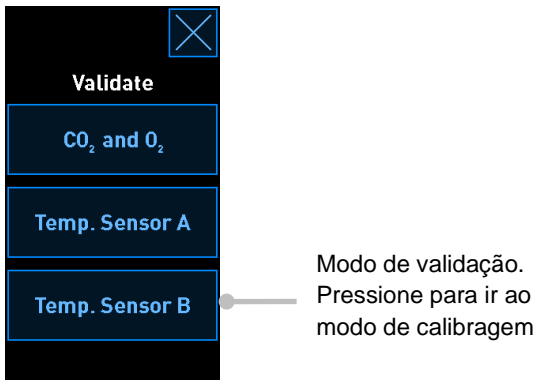 Validate
CO₂ and O₂
Temp. Sensor A
Temp. Sensor B
Modo de validação.
Pressione para ir ao
modo de calibragem